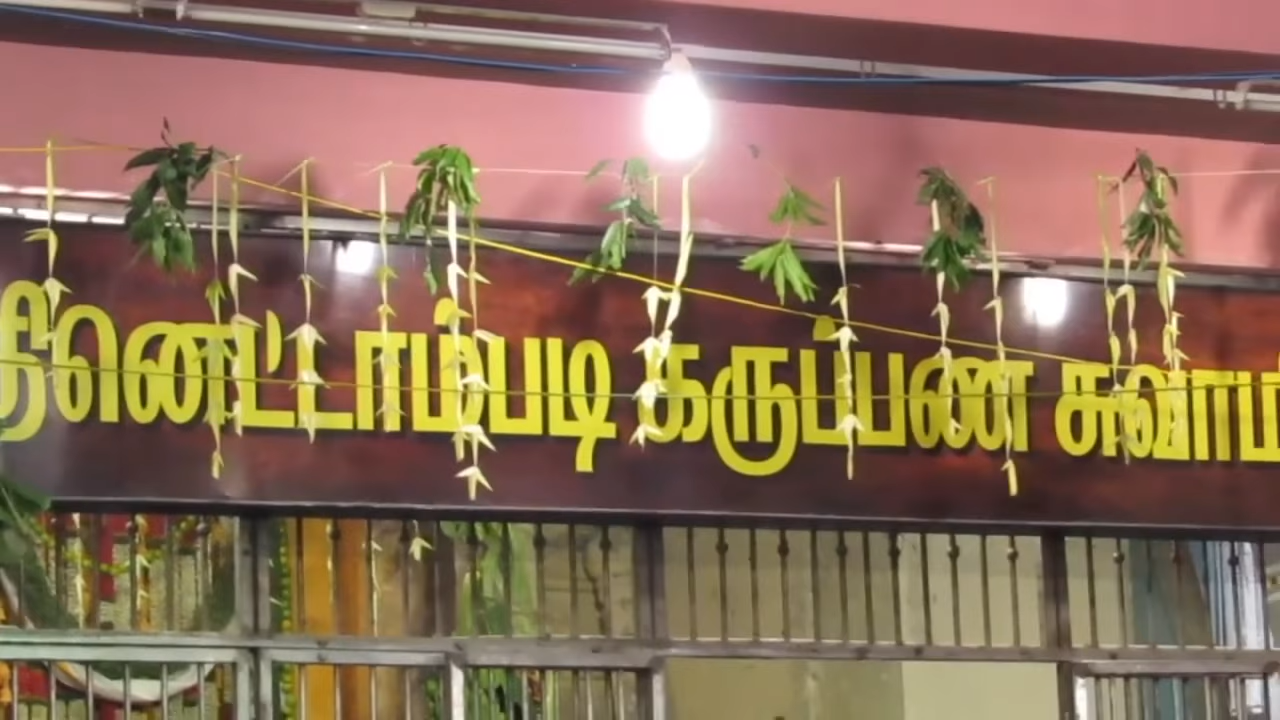 தினெட்டாம்படி கருப்பண சுவாமி